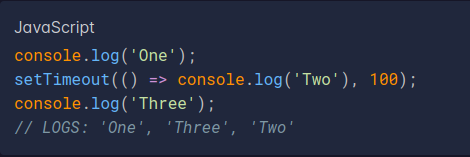 JavaScript
console.log('One');
setTimeout(() => console.log('Two'), 100);
console.log('Three');
// LOGS: 'One', 'Three', 'Two'